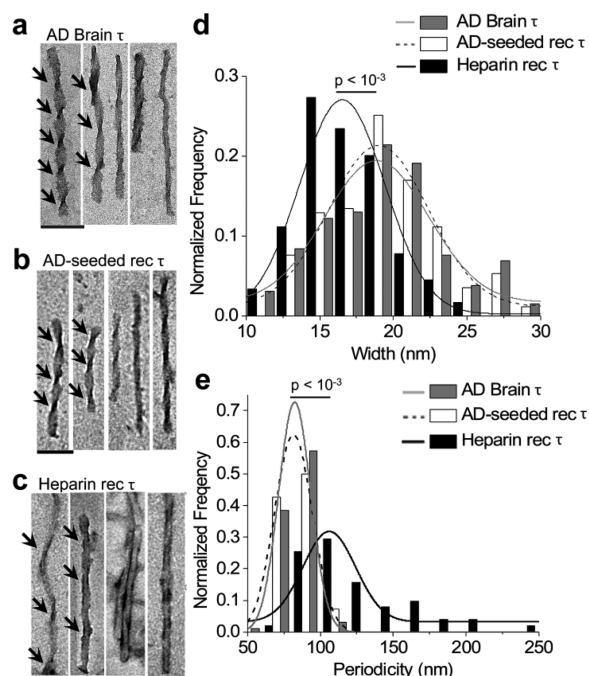 a
AD Brain τ
b
AD-seeded rec τ
c
Heparin rec τ
d
AD Brain τ
AD-seeded rec τ
Heparin rec τ
p < 10-3
0.3
0.2
0.1
0.0
Normalized Frequency
10 15 20 25 30
Width (nm)
e
p < 10-3
AD Brain τ
AD-seeded rec τ
Heparin rec τ
0.7
0.6
0.5
0.4
0.3
0.2
0.1
0.0
Normalized Freqency
50 100 150 200 250
Periodicity (nm)